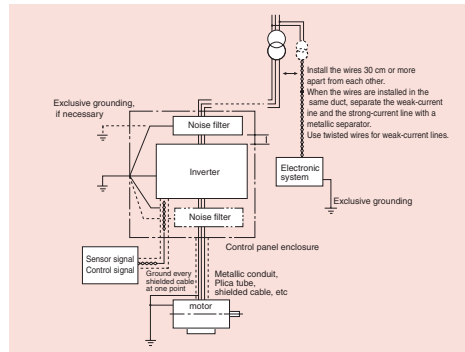 Install the wires 30 cm or more
apart from each other.
When the wires are installed in the
same duct, separate the weak-current
ine and the strong-current line with a
metallic separator.
Use twisted wires for weak-current lines.
Exclusive grounding,
if necessary
Noise filter
Inverter
Electronic
system
Exclusive grounding
Noise filter
Control panel enclosure
Sensor signal
Control signal
Ground every
shielded cable
at one point
Metallic conduit,
Plica tube,
shielded cable, etc
motor